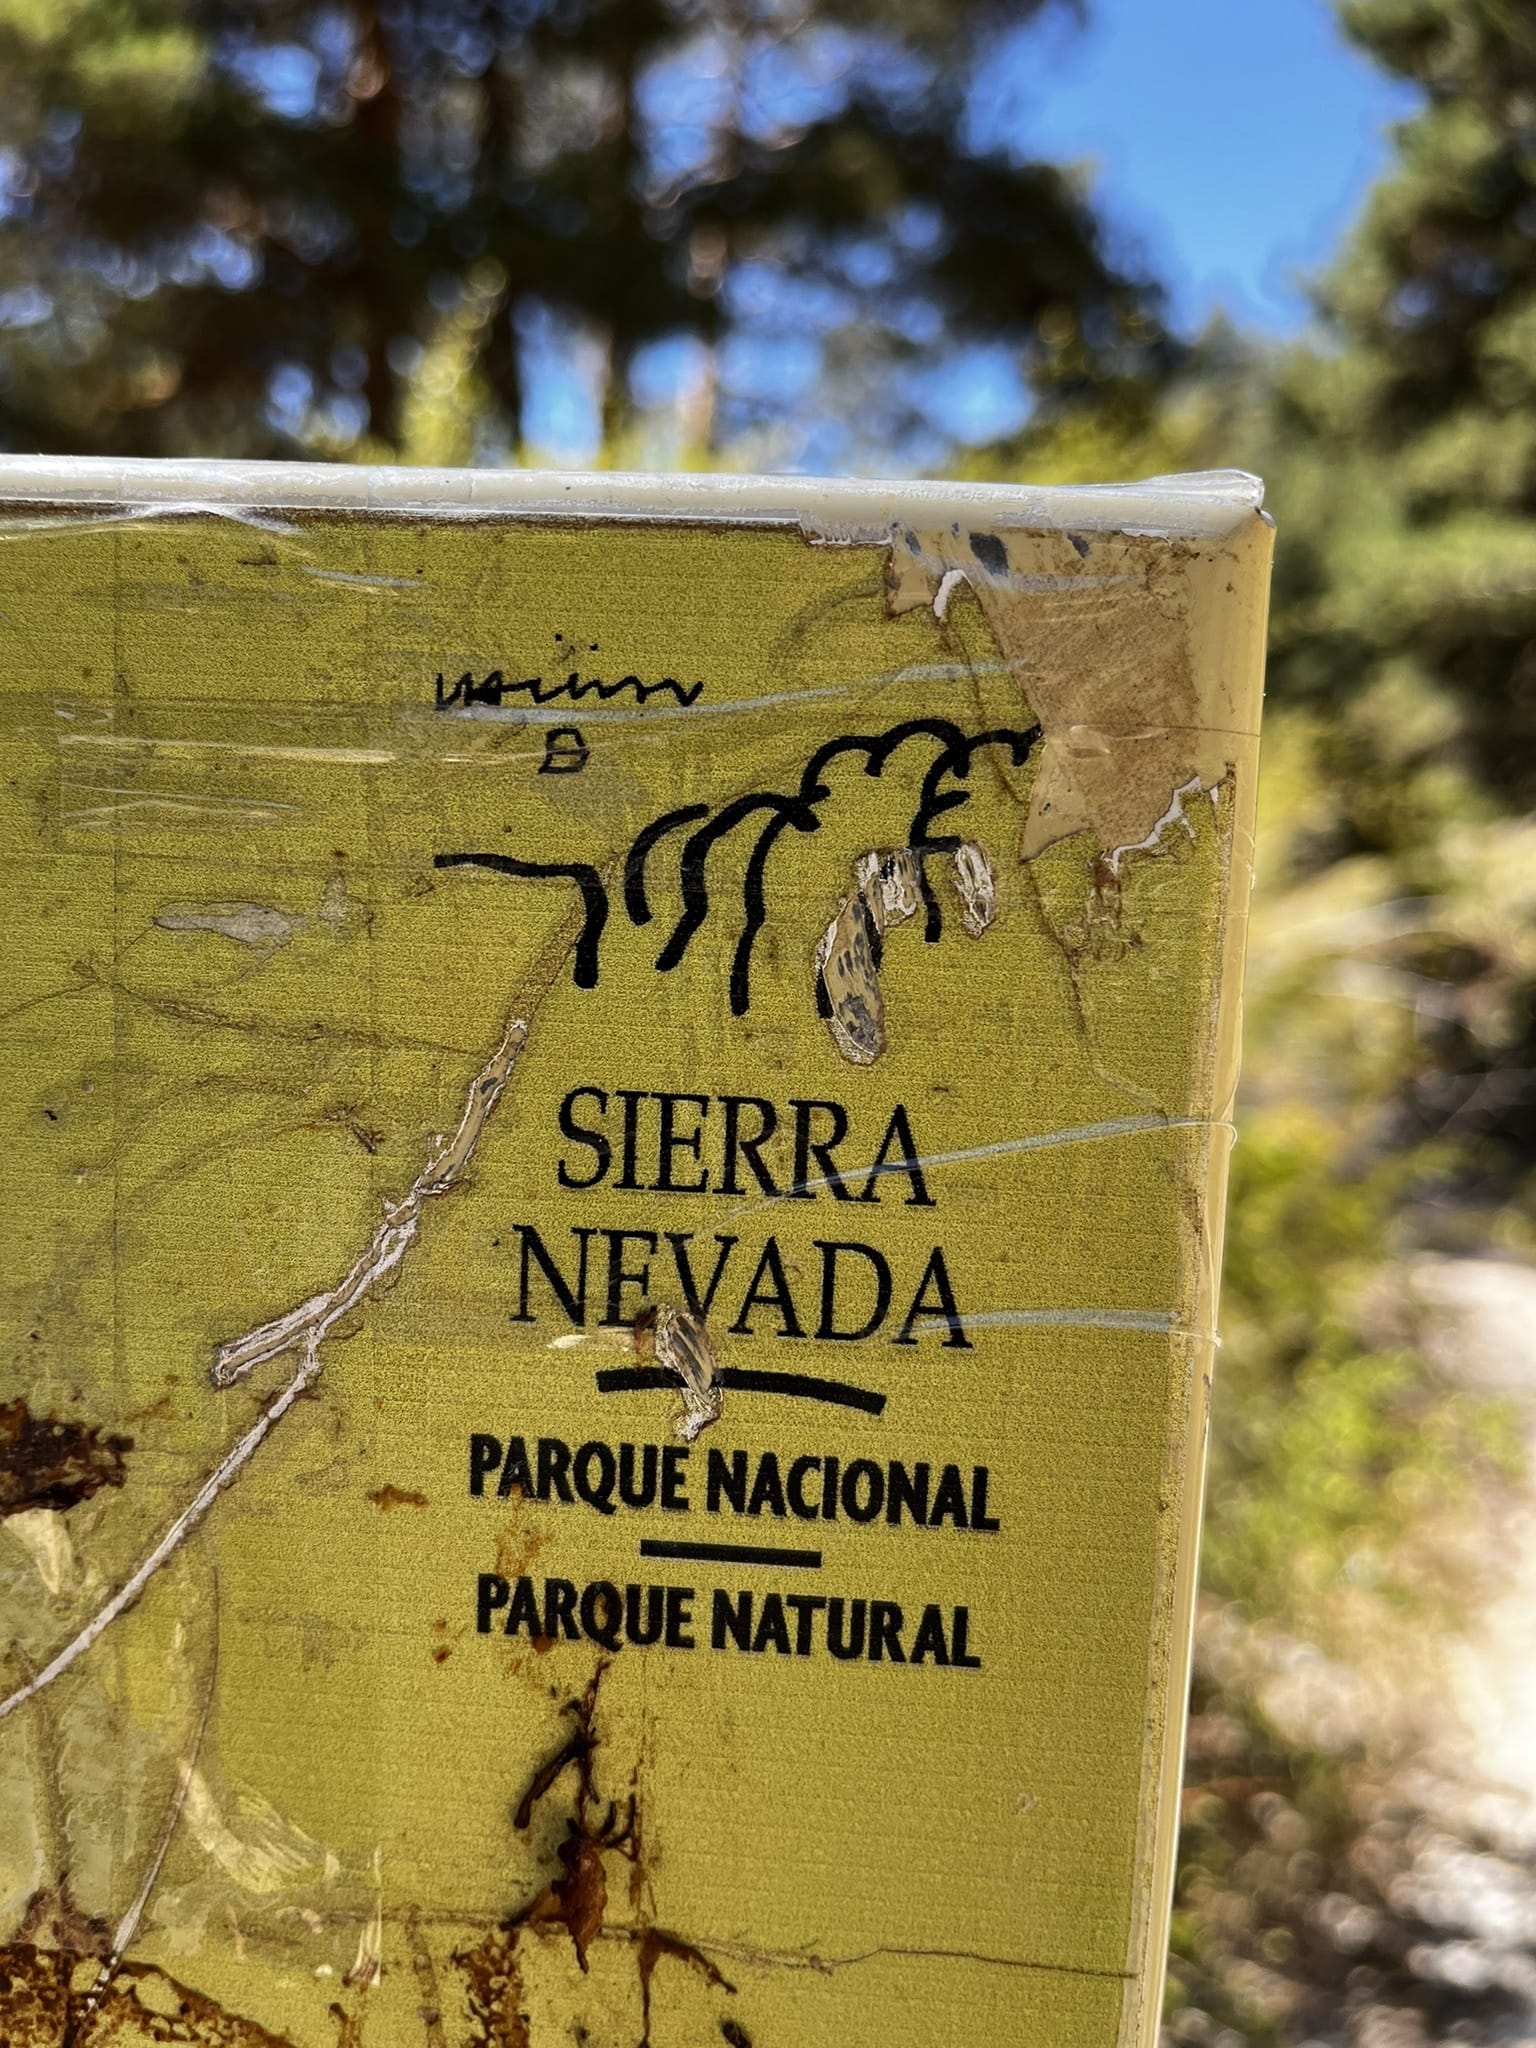 SIERRA
NEVADA
PARQUE NACIONAL
PARQUE NATURAL